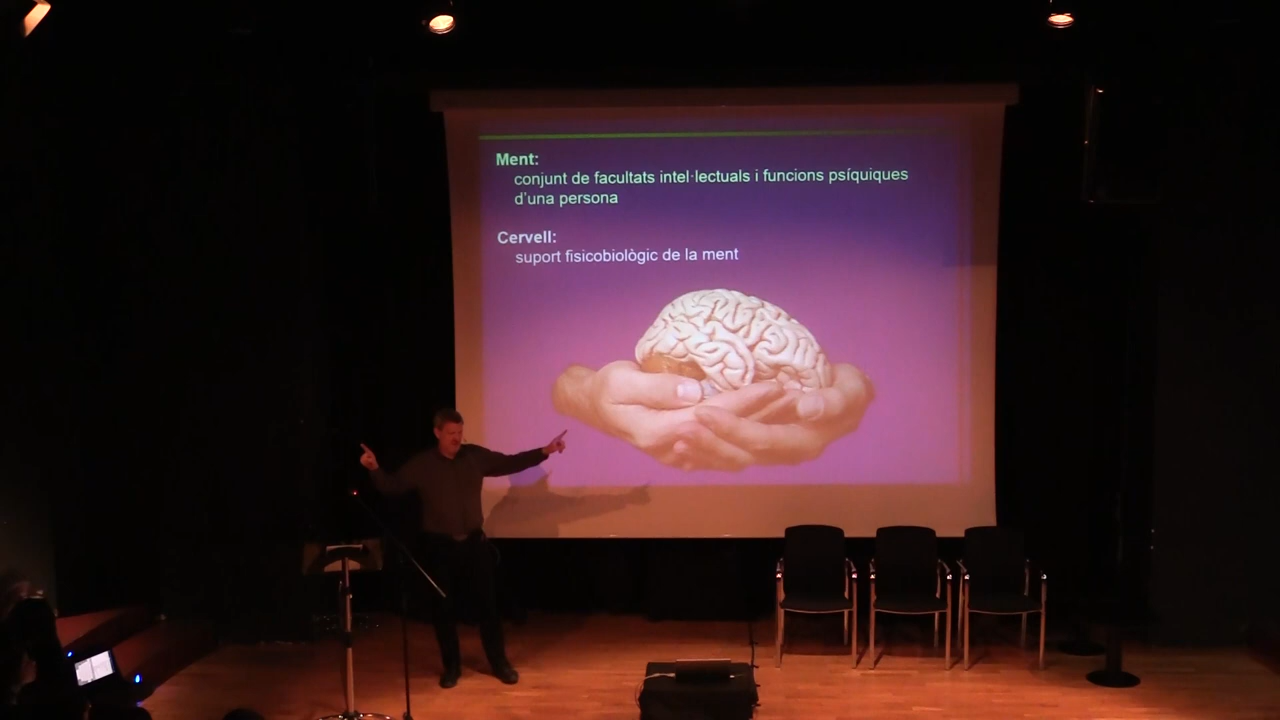 Ment:
conjunt de facultats intel·lectuals i funcions psíquiques
d'una persona
Cervell:
suport fisicobiològic de la ment